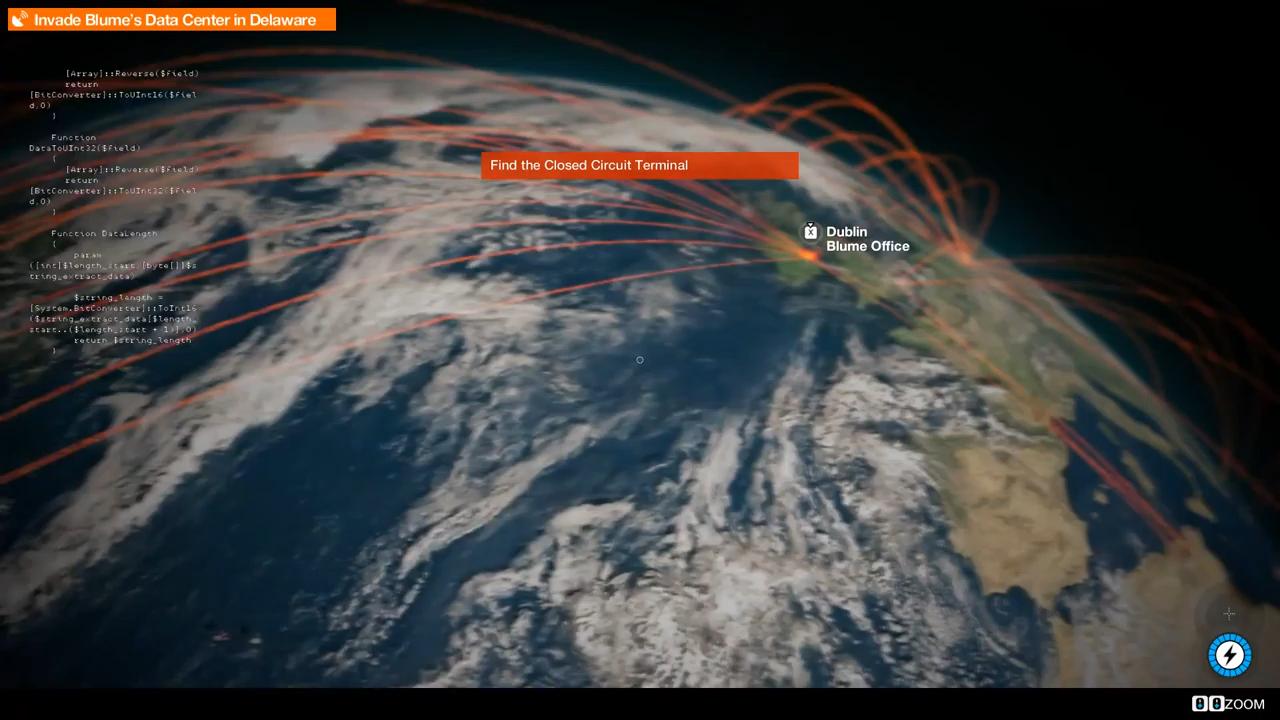 Invade Blume's Data Center in Delaware
[Array]::Reverse($field)
return
[BitConverter]::ToUInt16($fiel
d,0)
}
Function
DataToUInt32($field)
{
[Array]::Reverse($field)
return
[BitConverter]::ToUInt32($fiel
d,0)
}
Function DataLength
{
param
([int]$length_start,[byte[]]$s
tring_extract_data)
$string_length =
[System.BitConverter]::ToInt16
($string_extract_data[$length_
start..($length_start + 1)],0)
return $string_length
}
Find the Closed Circuit Terminal
X
Dublin
Blume Office
ZOOM